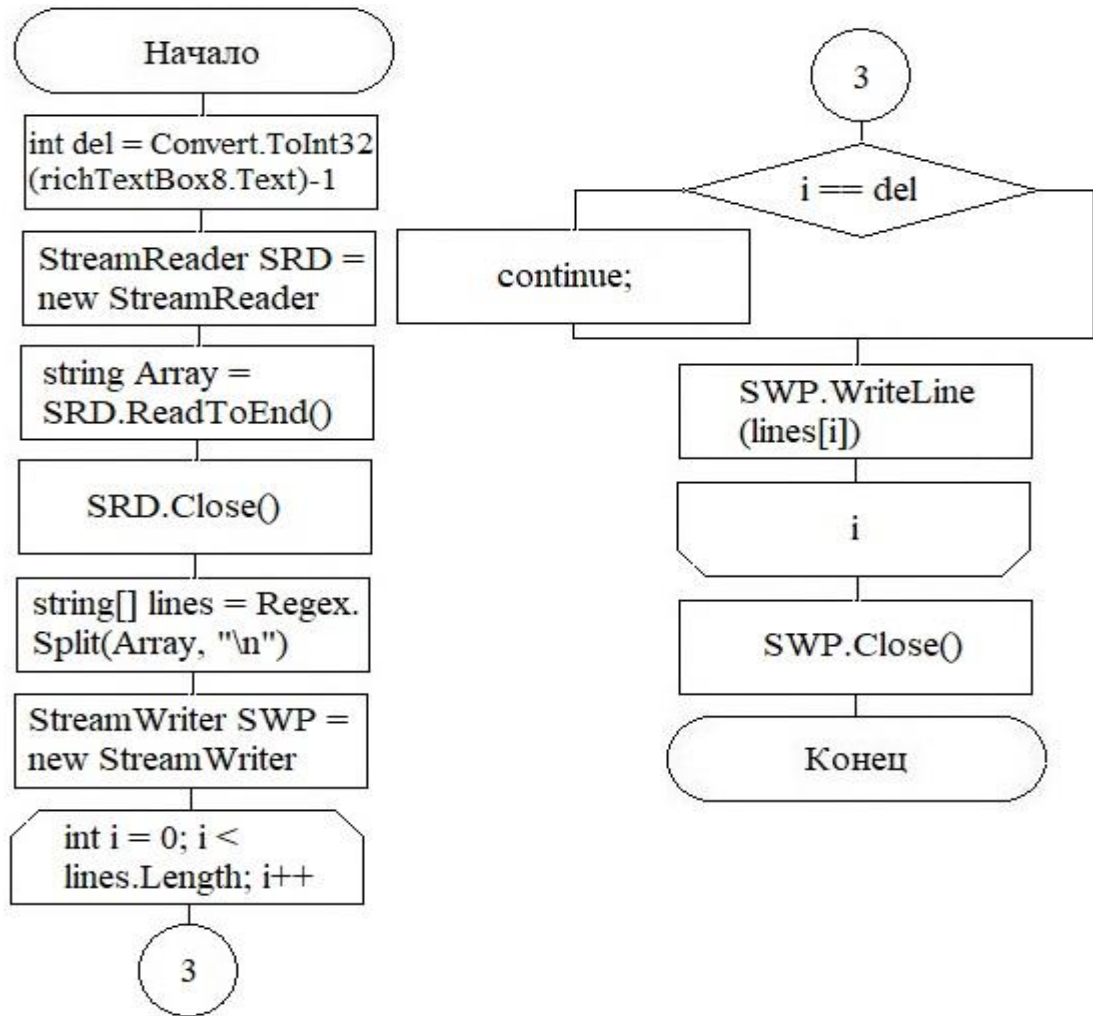 Начало
int del = Convert.ToInt32
(richTextBox8.Text)-1
StreamReader SRD =
new StreamReader
string Array =
SRD.ReadToEnd()
SRD.Close()
string[] lines = Regex.
Split(Array, "\n")
StreamWriter SWP =
new StreamWriter
int i = 0; i <
lines.Length; i++
3
3
i == del
continue;
SWP.WriteLine
(lines[i])
i
SWP.Close()
Конец